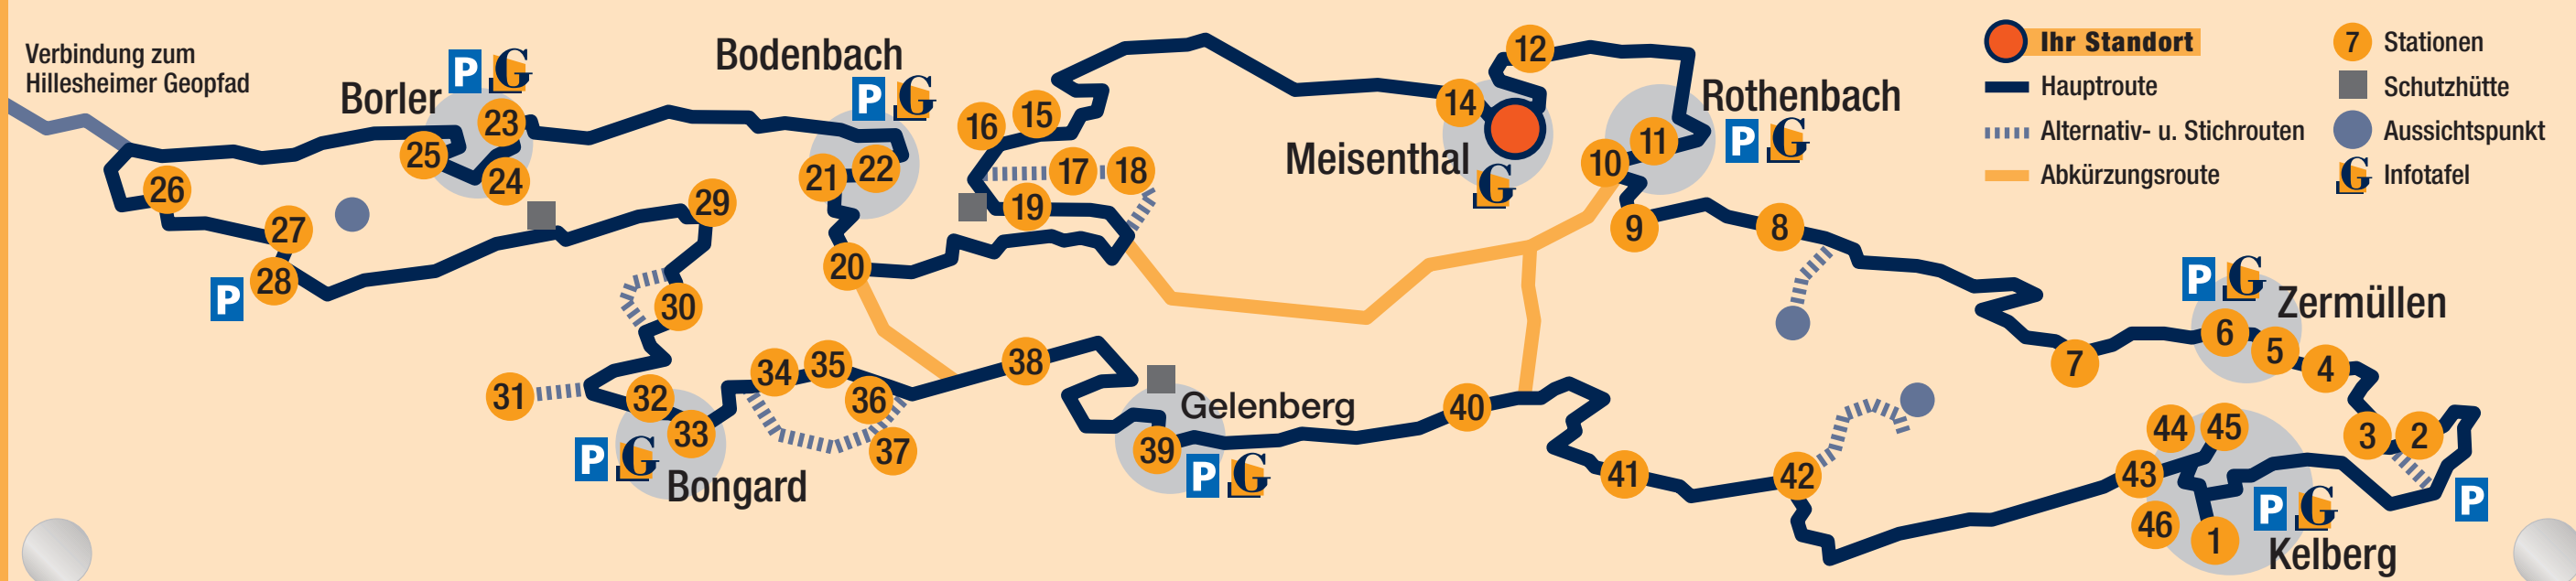 Verbindung zum
Hillesheimer Geopfad
Borler
P G
23
25
24
26
27
28
P
29
30
31
32
33
P G
Bongard
Bodenbach
P G
21
22
20
16
15
17
18
19
34
35
36
37
38
Gelenberg
39
P G
40
41
42
Meisenthal
14
12
G
Rothenbach
P G
11
10
9
8
7
P G
Zermüllen
6
5
4
3
2
P
44
45
43
46
1
P G
Kelberg
Ihr Standort
Hauptroute
Alternativ- u. Stichrouten
Abkürzungsroute
7 Stationen
Schutzhütte
Aussichtspunkt
G Infotafel